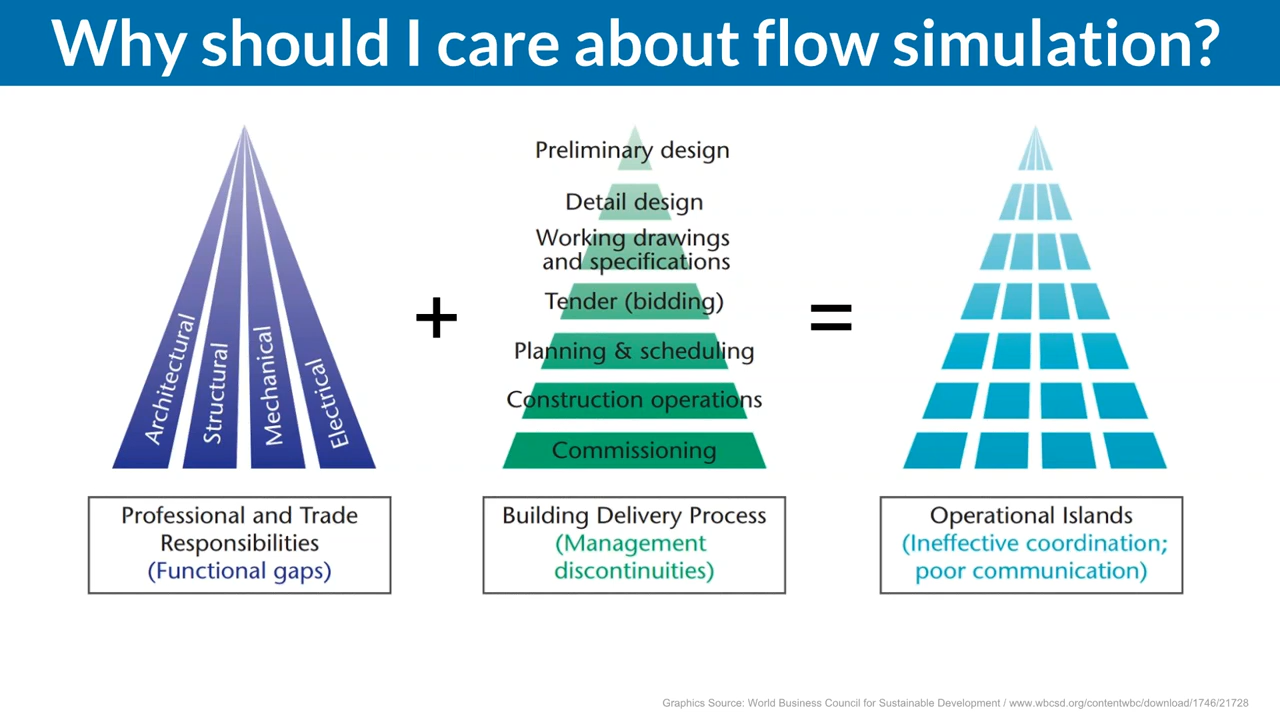 Why should I care about flow simulation?
Architectural
Structural
Mechanical
Electrical
+
Preliminary design
Detail design
Working drawings
and specifications
Tender (bidding)
Planning & scheduling
Construction operations
Commissioning
=
Professional and Trade
Responsibilities
(Functional gaps)
Building Delivery Process
(Management
discontinuities)
Operational Islands
(Ineffective coordination;
poor communication)
Graphics Source: World Business Council for Sustainable Development / www.wbcsd.org/contentwbc/download/1746/21728